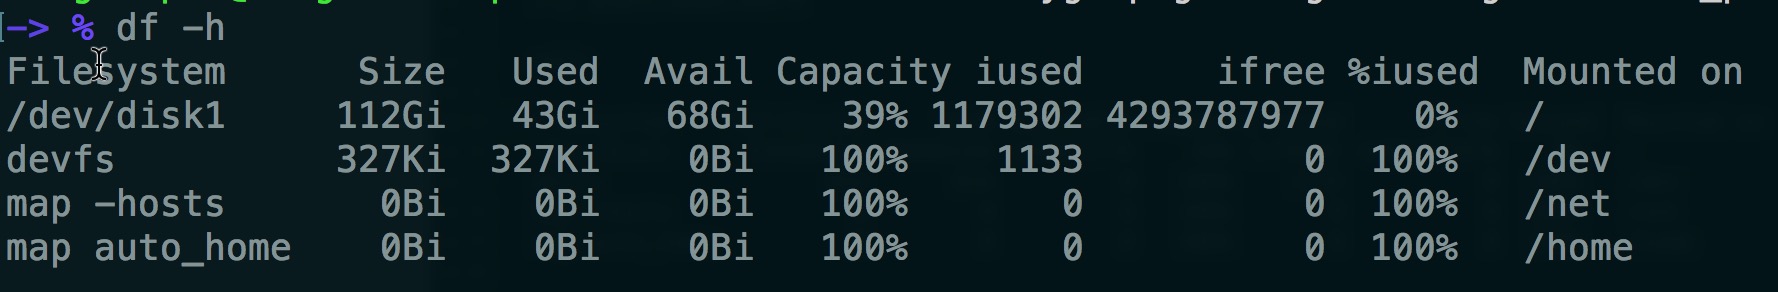 -> % df -h
Filesystem Size Used Avail Capacity iused ifree %iused Mounted on
/dev/disk1 112Gi 43Gi 68Gi 39% 1179302 4293787977 0% /
devfs 327Ki 327Ki 0Bi 100% 1133 0 100% /dev
map -hosts 0Bi 0Bi 0Bi 100% 0 0 100% /net
map auto_home 0Bi 0Bi 0Bi 100% 0 0 100% /home